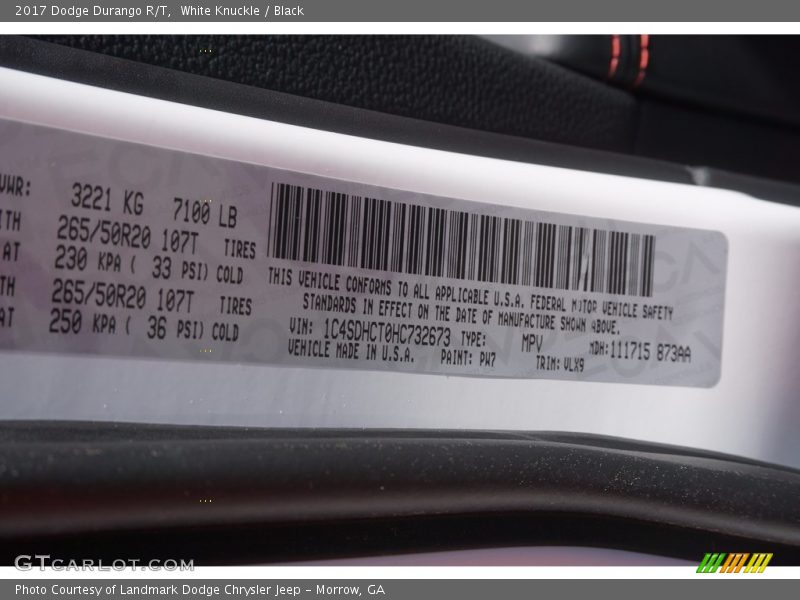 2017 Dodge Durango R/T, White Knuckle / Black
VWR: 3221 KG 7100 LB
ITH 265/50R20 107T TIRES
AT 230 KPA ( 33 PSI) COLD
TH 265/50R20 107T TIRES
AT 250 KPA ( 36 PSI) COLD
THIS VEHICLE CONFORMS TO ALL APPLICABLE U.S.A. FEDERAL MOTOR VEHICLE SAFETY
STANDARDS IN EFFECT ON THE DATE OF MANUFACTURE SHOWN ABOVE.
VIN: 1C4SDHCT0HC732673 TYPE: MPV MDH:111715 873AA
VEHICLE MADE IN U.S.A. PAINT: PW7 TRIM: VLX9
GTCARLOT.COM
Photo Courtesy of Landmark Dodge Chrysler Jeep – Morrow, GA